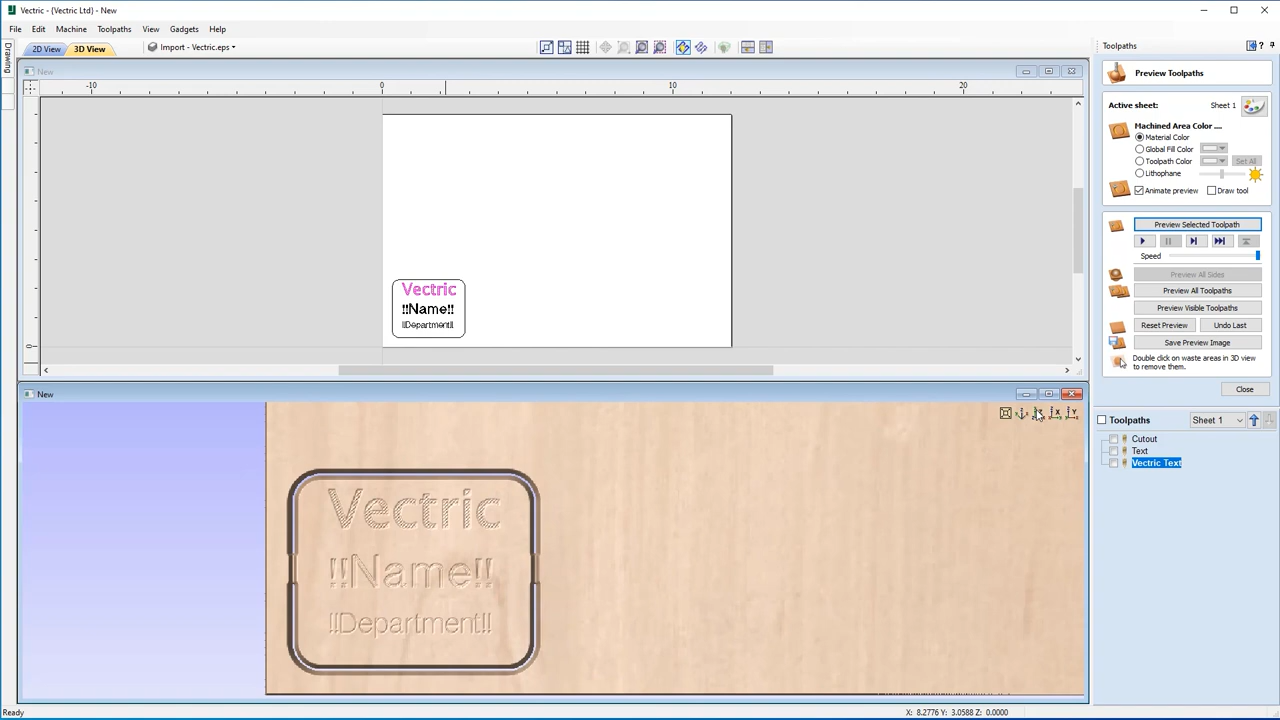 Vectric - {Vectric Ltd} - New
File Edit Machine Toolpaths View Gadgets Help
2D View 3D View Import - Vectric.eps
Drawing
New
-10 0 10 20
0
Vectric
!!Name!!
!!Department!!
New
Vectric
!!Name!!
!!Department!!
Toolpaths
Preview Toolpaths
Active sheet: Sheet 1
Machined Area Color ....
Material Color
Global Fill Color
Toolpath Color Set All
Lithophane
Animate preview Draw tool
Preview Selected Toolpath
Speed
Preview All Sides
Preview All Toolpaths
Preview Visible Toolpaths
Reset Preview Undo Last
Save Preview Image
Double click on waste areas in 3D view
to remove them.
Close
Toolpaths Sheet 1
Cutout
Text
Vectric Text
Ready X: 8.2776 Y: 3.0588 Z: 0.0000